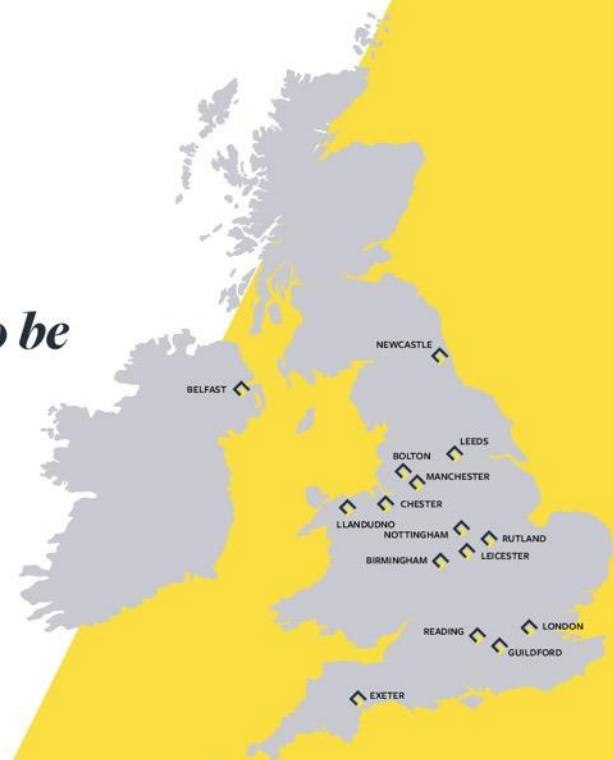 o be
NEWCASTLE
BELFAST
LEEDS
BOLTON
MANCHESTER
CHESTER
LLANDUDNO
NOTTINGHAM
RUTLAND
LEICESTER
BIRMINGHAM
LONDON
READING
GUILDFORD
EXETER